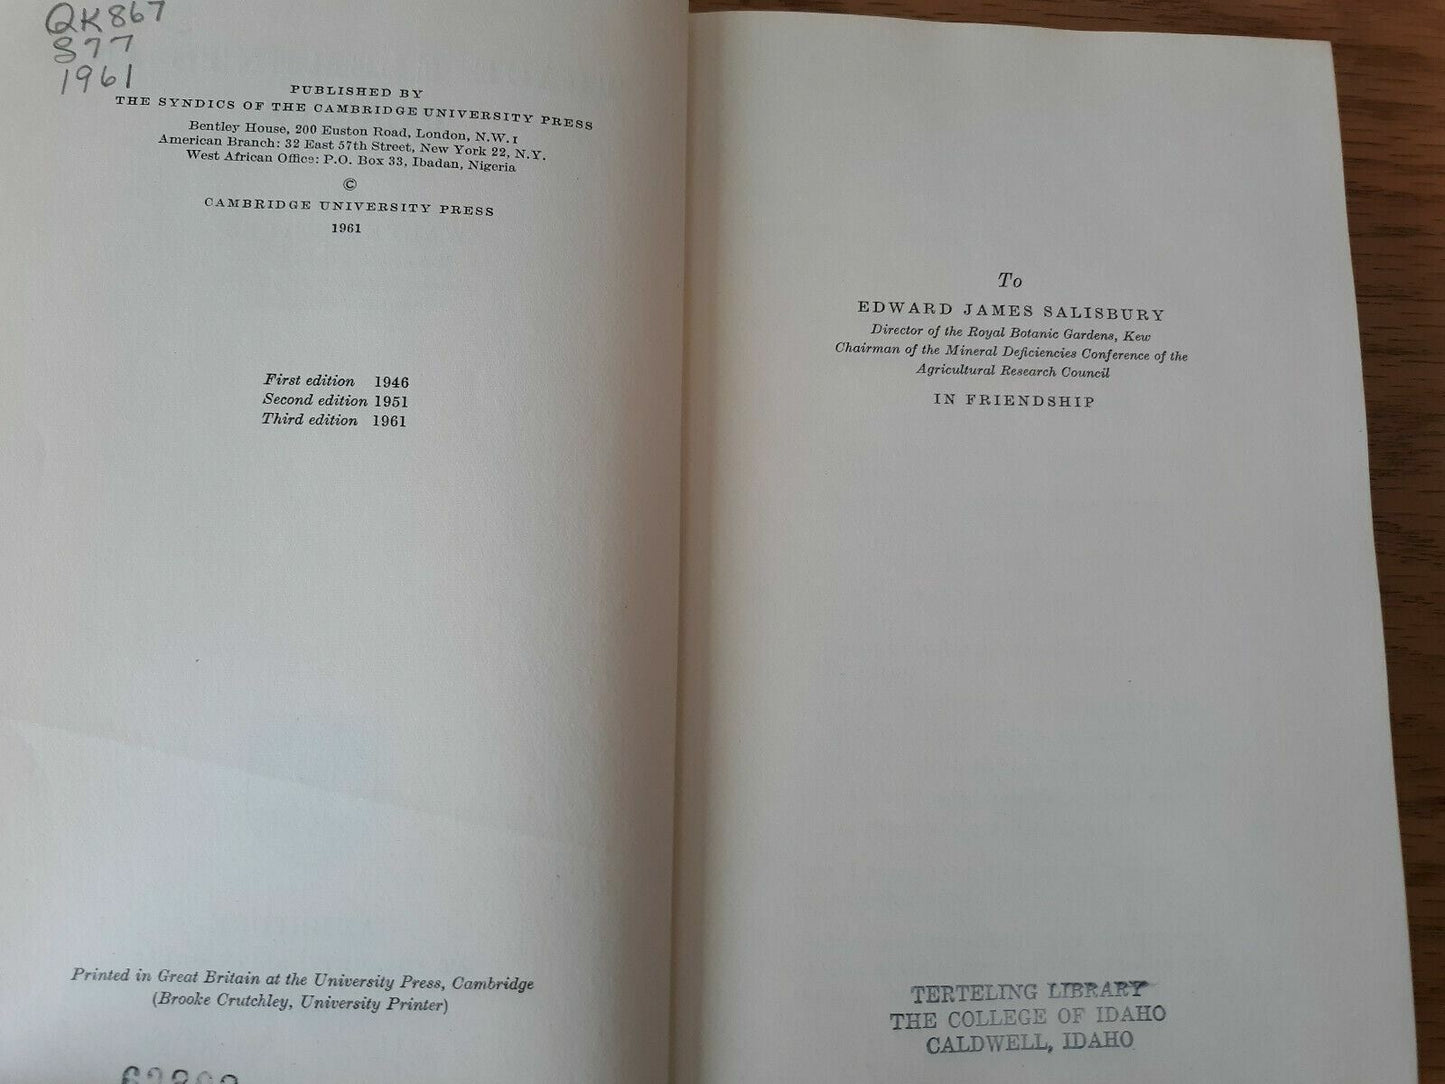 QK867
S77
1961
PUBLISHED BY
THE SYNDICS OF THE CAMBRIDGE UNIVERSITY PRESS
Bentley House, 200 Euston Road, London, N.W.1
American Branch: 32 East 57th Street, New York 22, N.Y.
West African Office: P.O. Box 33, Ibadan, Nigeria
©
CAMBRIDGE UNIVERSITY PRESS
1961
First edition 1946
Second edition 1951
Third edition 1961
Printed in Great Britain at the University Press, Cambridge
(Brooke Crutchley, University Printer)
To
EDWARD JAMES SALISBURY
Director of the Royal Botanic Gardens, Kew
Chairman of the Mineral Deficiencies Conference of the
Agricultural Research Council
IN FRIENDSHIP
TERTELING LIBRARY
THE COLLEGE OF IDAHO
CALDWELL, IDAHO